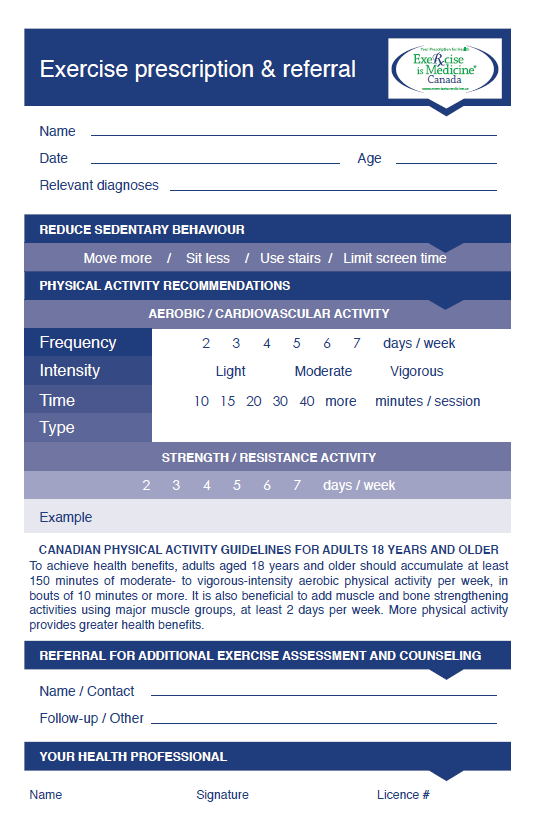 Exercise prescription & referral
Your Prescription for Health
ExeRcise
is Medicine®
Canada
www.exerciseismedicine.ca
Name
Date Age
Relevant diagnoses
REDUCE SEDENTARY BEHAVIOUR
Move more / Sit less / Use stairs / Limit screen time
PHYSICAL ACTIVITY RECOMMENDATIONS
AEROBIC / CARDIOVASCULAR ACTIVITY
Frequency 2 3 4 5 6 7 days / week
Intensity Light Moderate Vigorous
Time 10 15 20 30 40 more minutes / session
Type
STRENGTH / RESISTANCE ACTIVITY
2 3 4 5 6 7 days / week
Example
CANADIAN PHYSICAL ACTIVITY GUIDELINES FOR ADULTS 18 YEARS AND OLDER
To achieve health benefits, adults aged 18 years and older should accumulate at least
150 minutes of moderate- to vigorous-intensity aerobic physical activity per week, in
bouts of 10 minutes or more. It is also beneficial to add muscle and bone strengthening
activities using major muscle groups, at least 2 days per week. More physical activity
provides greater health benefits.
REFERRAL FOR ADDITIONAL EXERCISE ASSESSMENT AND COUNSELING
Name / Contact
Follow-up / Other
YOUR HEALTH PROFESSIONAL
Name Signature Licence #